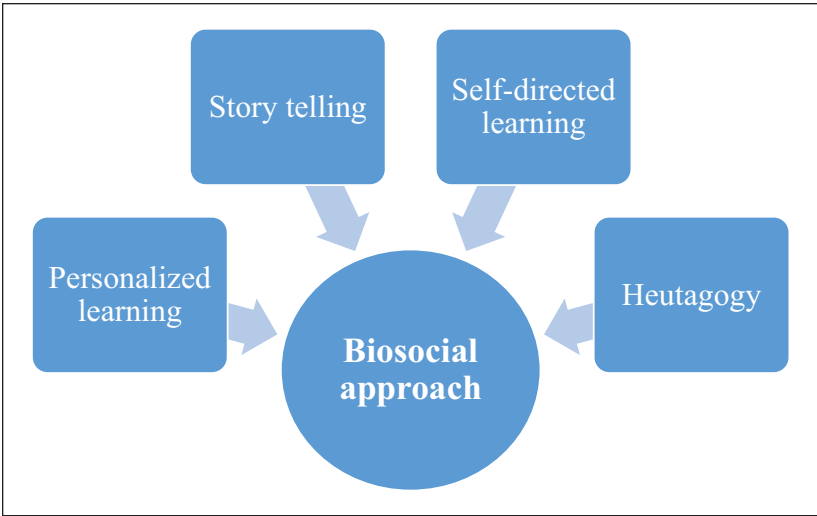 Story telling
Self-directed
learning
Personalized
learning
Heutagogy
Biosocial
approach